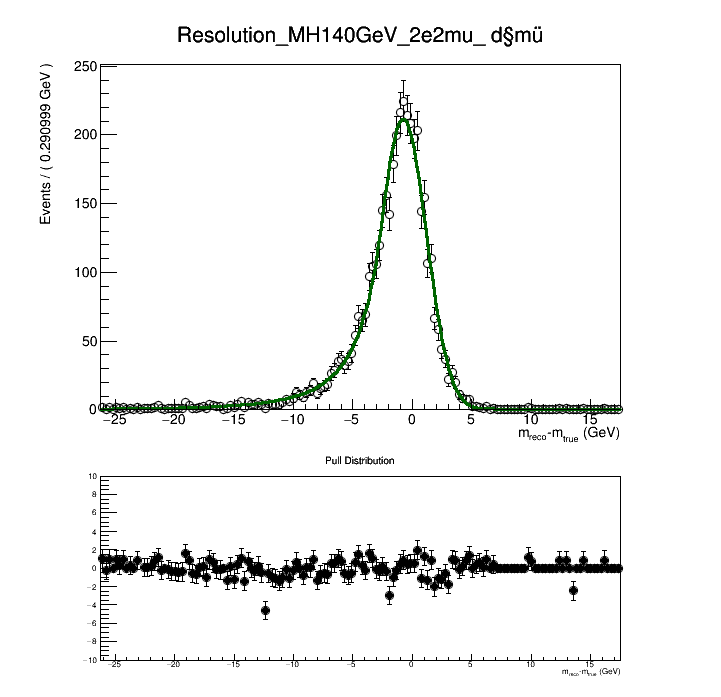 Resolution_MH140GeV_2e2mu_ d§mü
Events / ( 0.290999 GeV )
250
200
150
100
50
0
−25 −20 −15 −10 −5 0 5 10 15
m_reco-m_true (GeV)
Pull Distribution
10
8
6
4
2
0
−2
−4
−6
−8
−10
−25 −20 −15 −10 −5 0 5 10 15
m_reco-m_true (GeV)